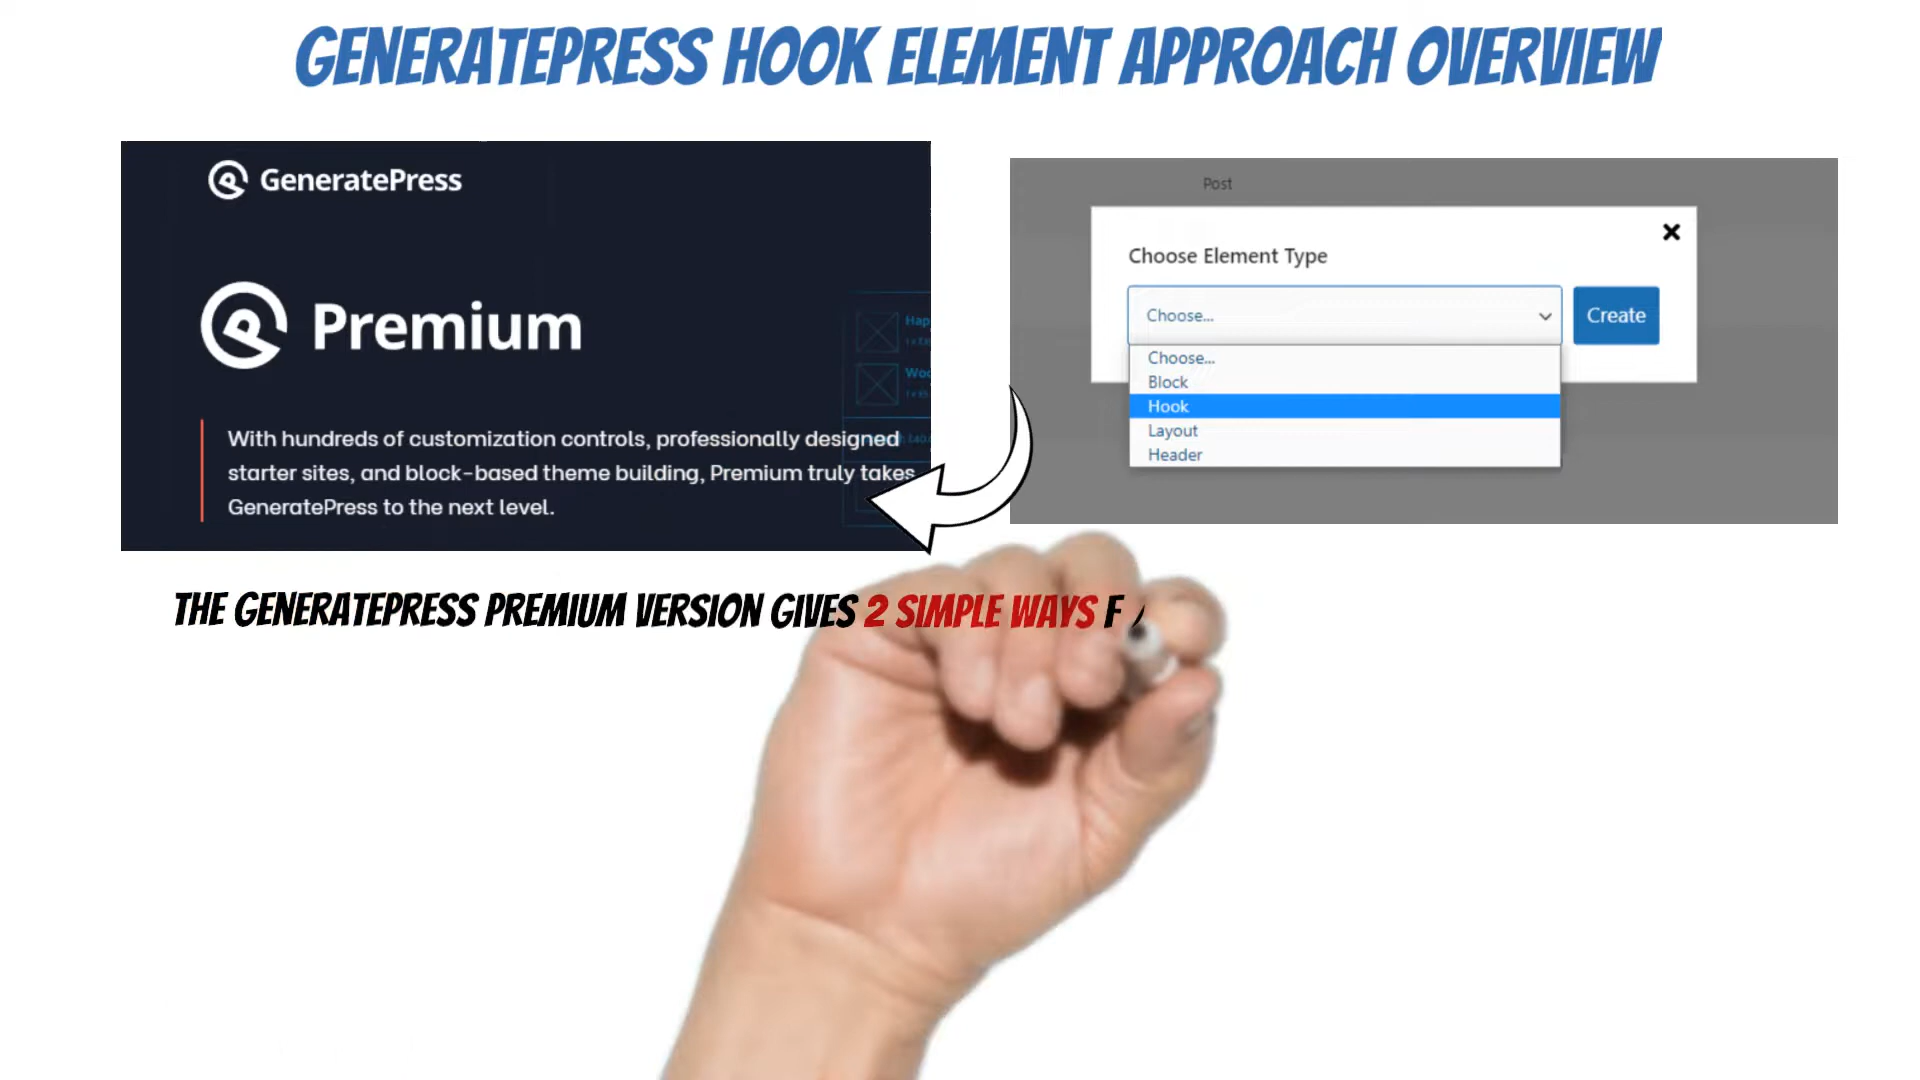 GENERATEPRESS HOOK ELEMENT APPROACH OVERVIEW
GeneratePress
Premium
With hundreds of customization controls, professionally designed
starter sites, and block-based theme building, Premium truly takes
GeneratePress to the next level.
Post
Choose Element Type
Choose...
Create
Choose...
Block
Hook
Layout
Header
THE GENERATEPRESS PREMIUM VERSION GIVES 2 SIMPLE WAYS F